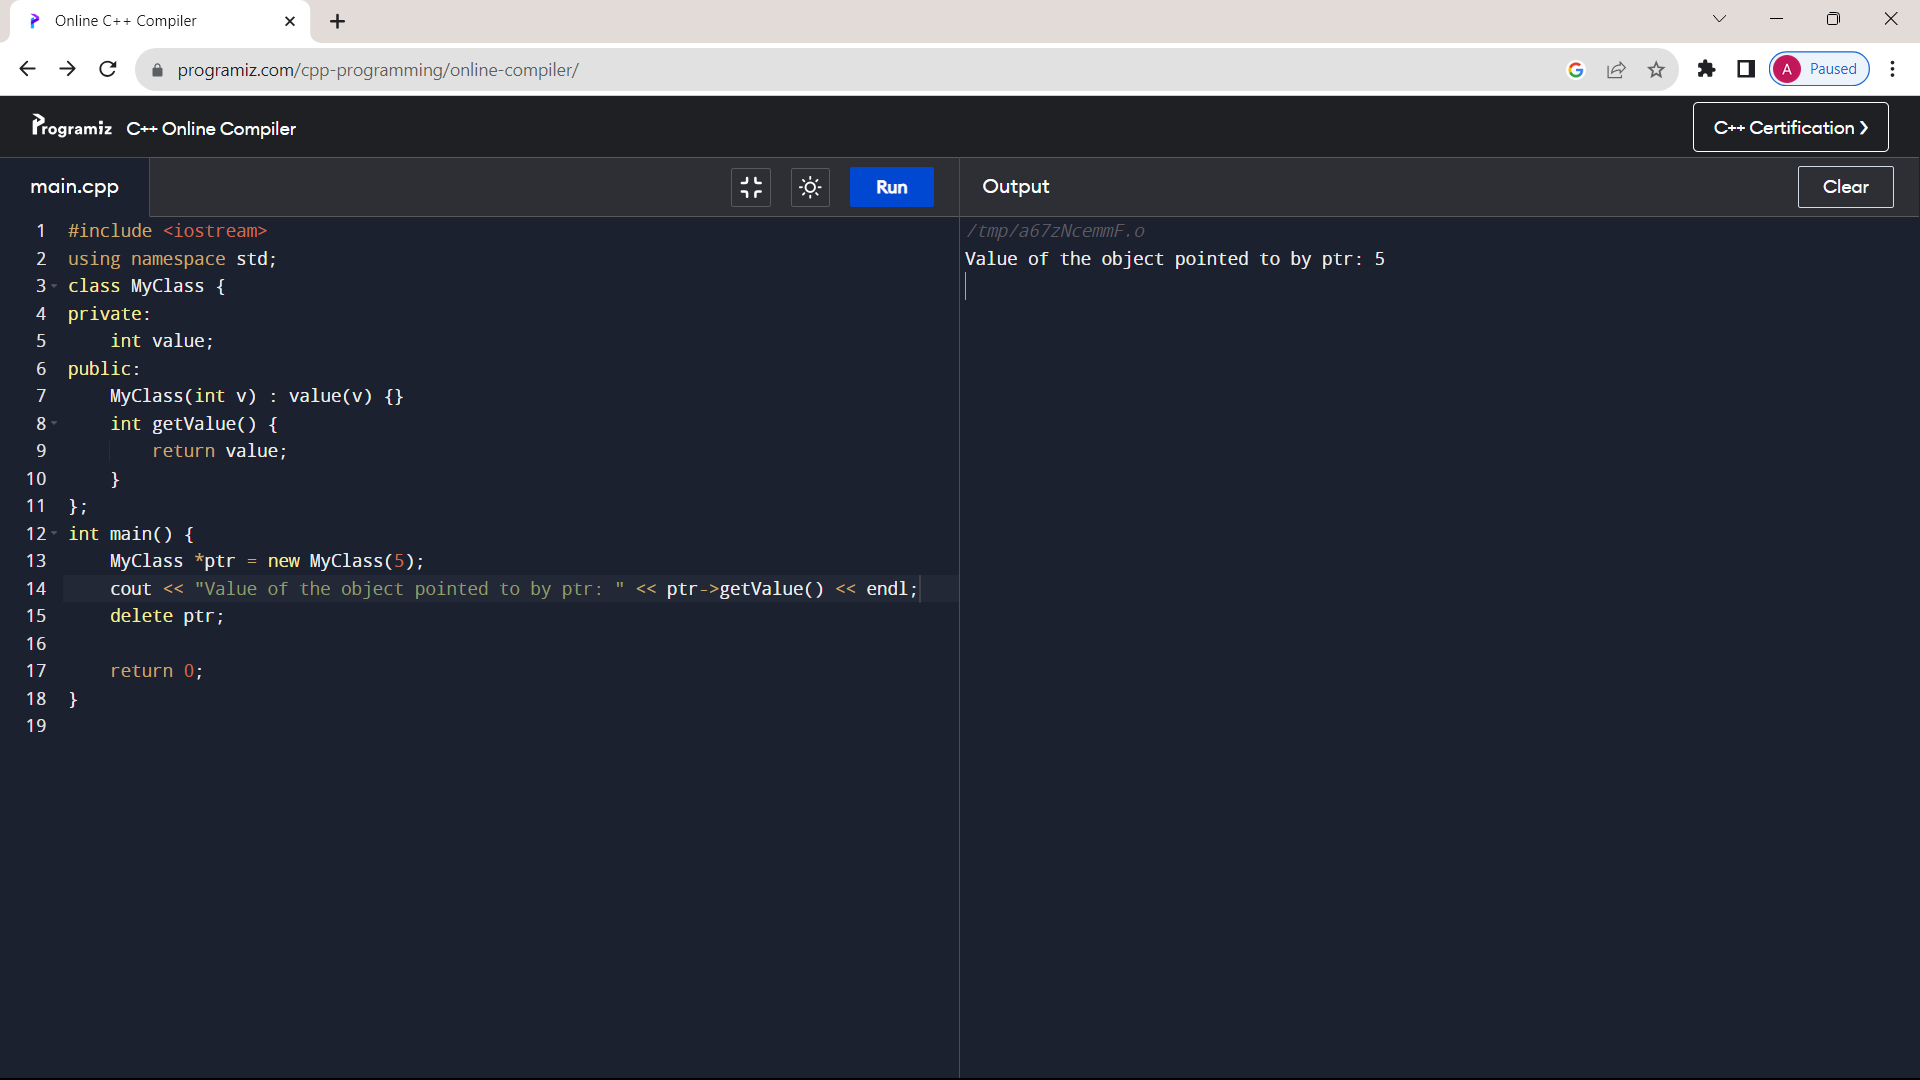 Online C++ Compiler
programiz.com/cpp-programming/online-compiler/
A Paused
Programiz C++ Online Compiler
C++ Certification ❯
main.cpp
Run
Output
Clear
1 #include <iostream>
2 using namespace std;
3 class MyClass {
4 private:
5     int value;
6 public:
7     MyClass(int v) : value(v) {}
8     int getValue() {
9         return value;
10     }
11 };
12 int main() {
13     MyClass *ptr = new MyClass(5);
14     cout << "Value of the object pointed to by ptr: " << ptr->getValue() << endl;
15     delete ptr;
16
17     return 0;
18 }
19
/tmp/a67zNcemmF.o
Value of the object pointed to by ptr: 5